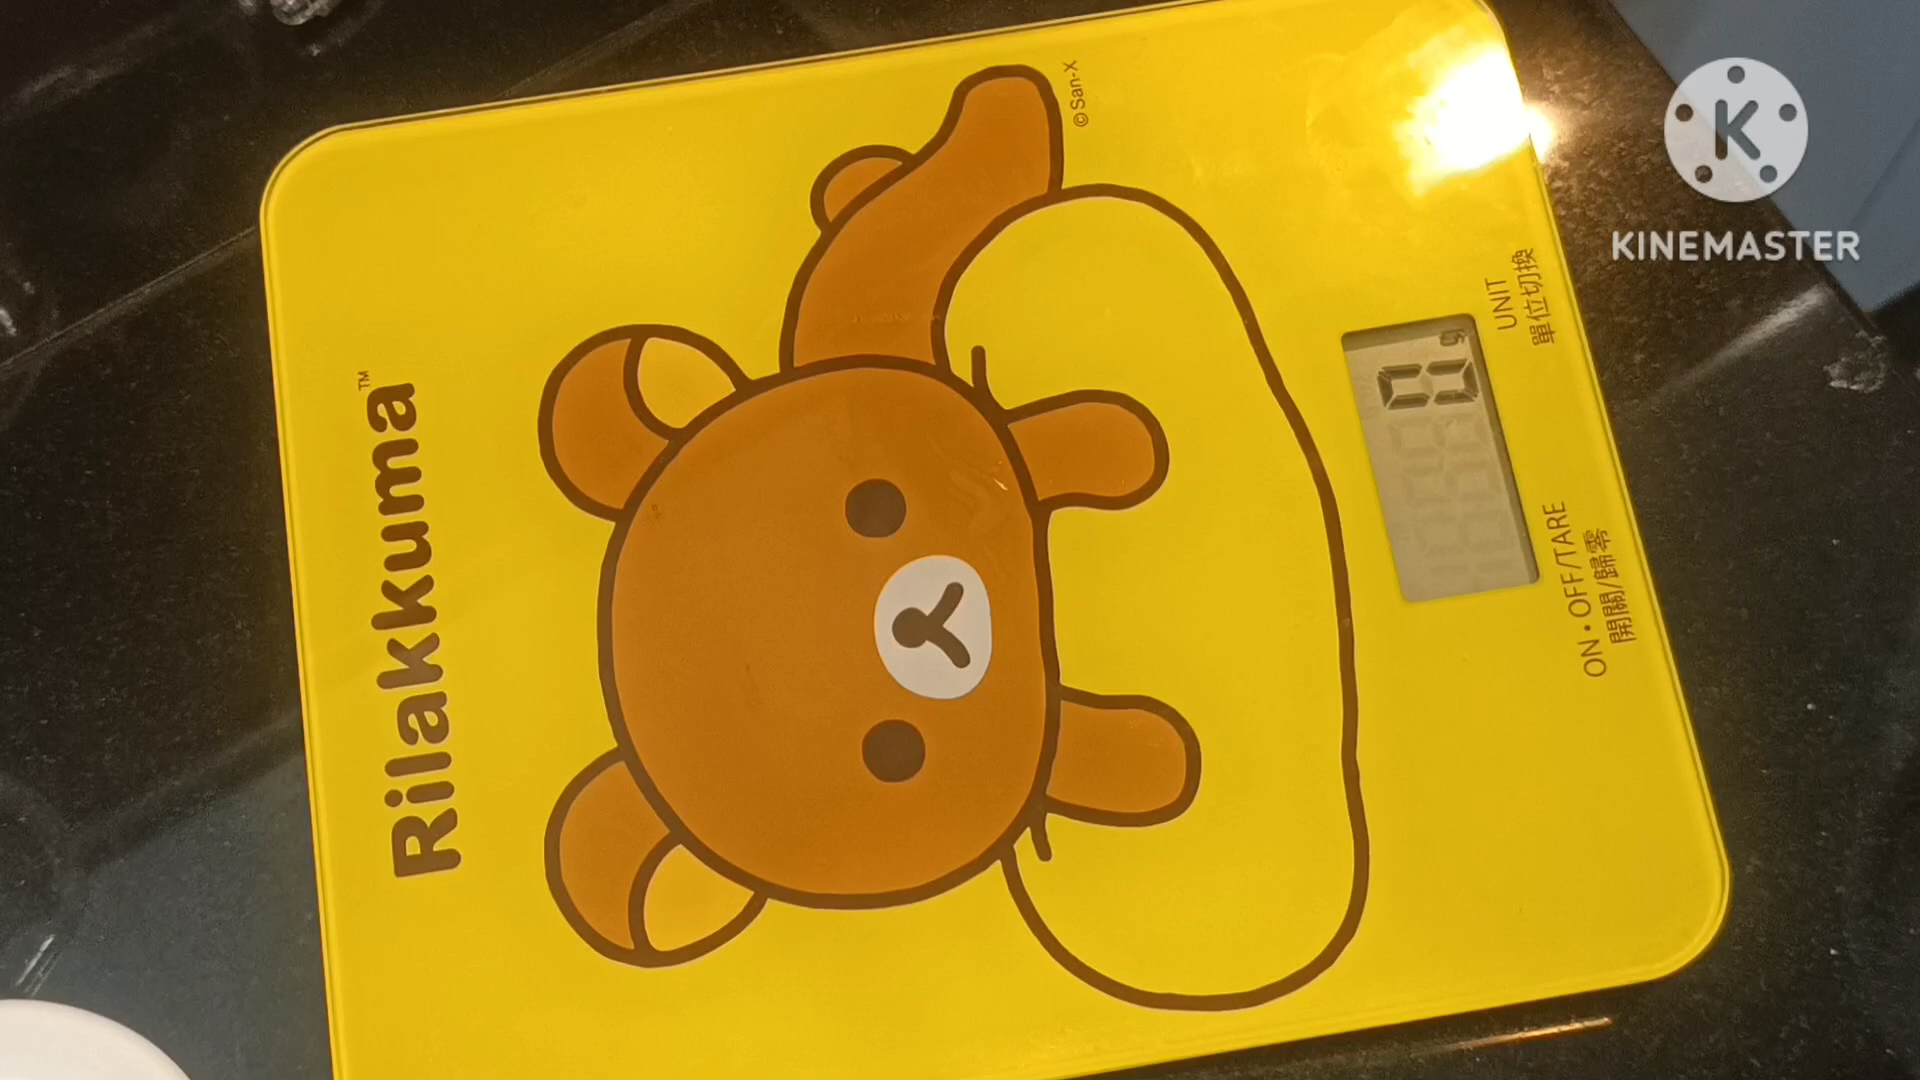 Rilakkuma™
©San-X
0 g
UNIT
單位切換
ON・OFF/TARE
開關/歸零
KINEMASTER